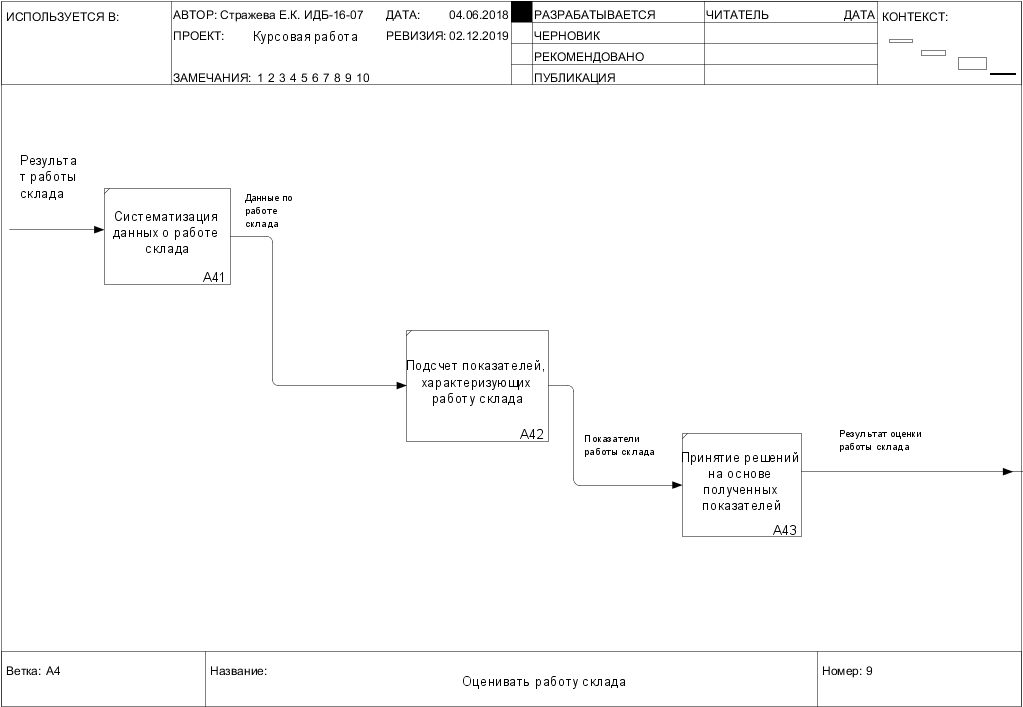 ИСПОЛЬЗУЕТСЯ В:
АВТОР: Стражева Е.К. ИДБ-16-07
ДАТА: 04.06.2018
РАЗРАБАТЫВАЕТСЯ
ЧИТАТЕЛЬ
ДАТА
КОНТЕКСТ:
ПРОЕКТ: Курсовая работа
РЕВИЗИЯ: 02.12.2019
ЧЕРНОВИК
РЕКОМЕНДОВАНО
ЗАМЕЧАНИЯ: 1 2 3 4 5 6 7 8 9 10
ПУБЛИКАЦИЯ
Результа
т работы
склада
Систематизация
данных о работе
склада
A41
Данные по
работе
склада
Подсчет показателей,
характеризующих
работу склада
A42
Показатели
работы склада
Принятие решений
на основе
полученных
показателей
A43
Результат оценки
работы склада
Ветка: A4
Название:
Оценивать работу склада
Номер: 9